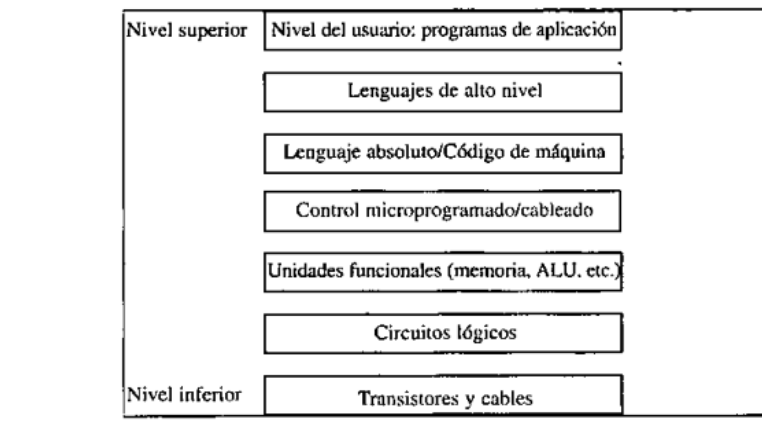 Nivel superior
Nivel del usuario: programas de aplicación
Lenguajes de alto nivel
Lenguaje absoluto/Código de máquina
Control microprogramado/cableado
Unidades funcionales (memoria, ALU, etc.)
Circuitos lógicos
Nivel inferior
Transistores y cables